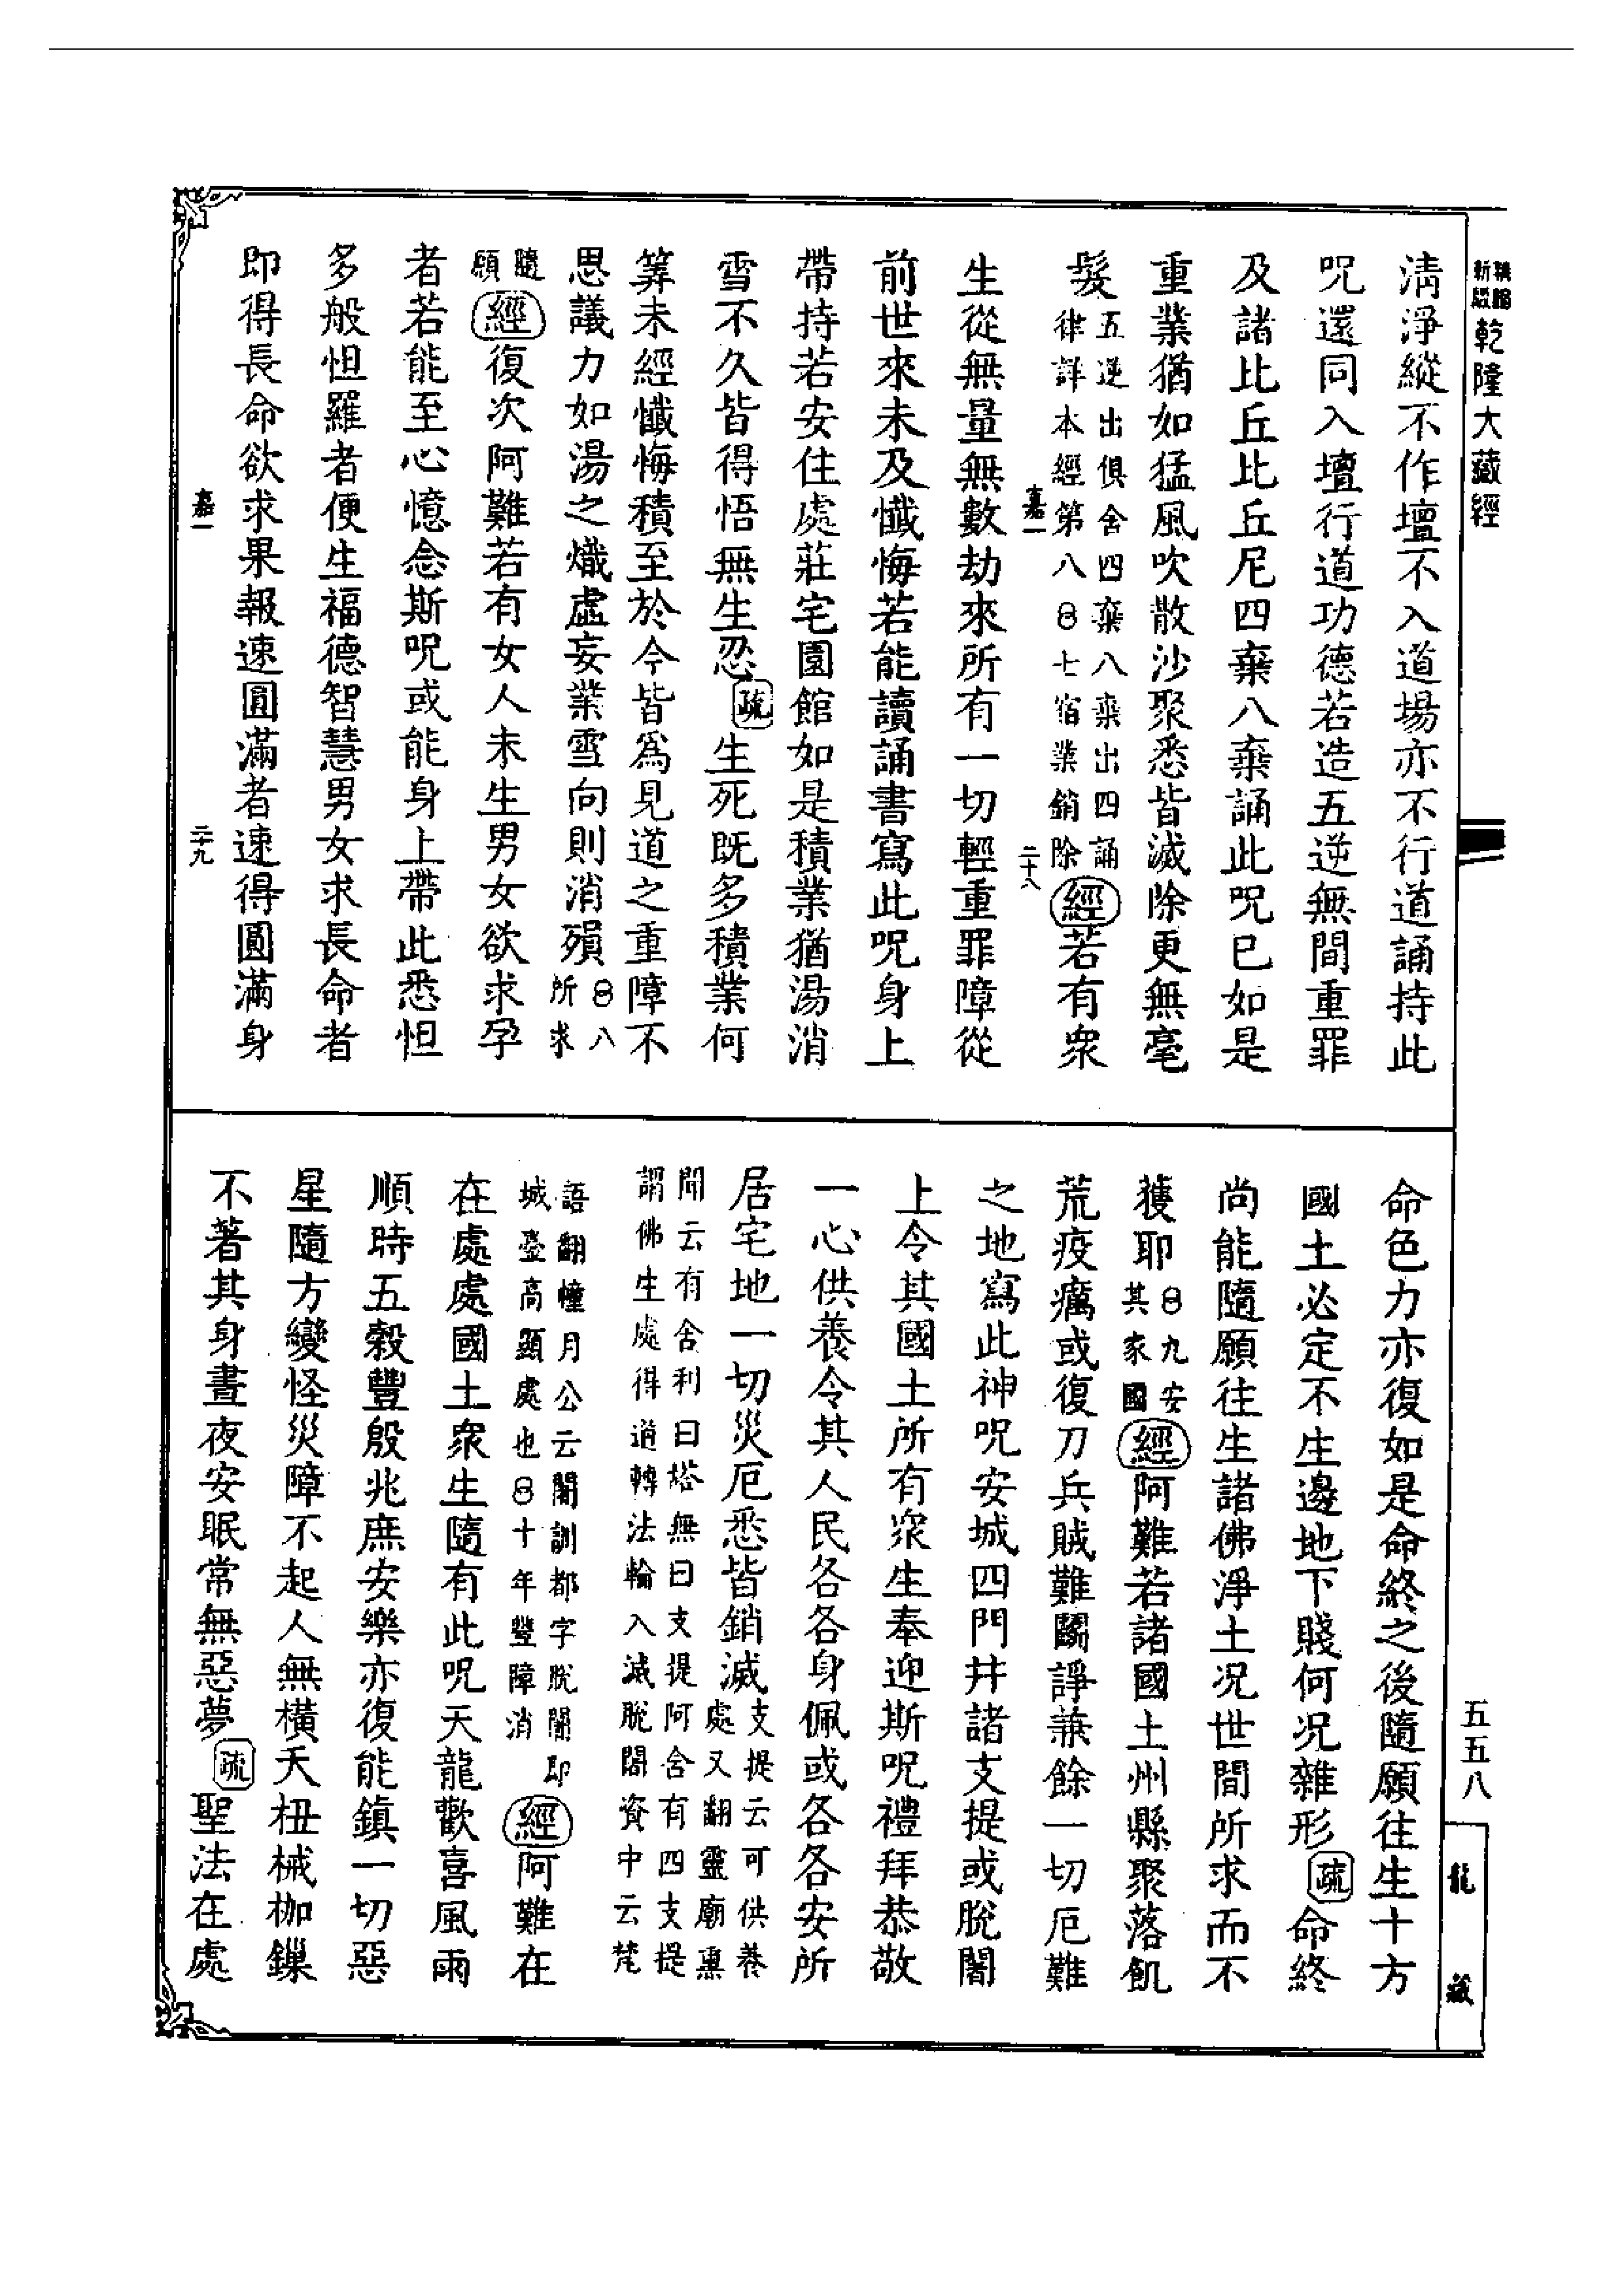 新縮乾隆大藏經
清淨縱不作壇不入道場亦不行道誦持此
呪還同入壇行道功德若造五逆無間重罪
及諸比丘比丘尼四棄八棄誦此呪已如是
重業猶如猛風吹散沙聚悉皆滅除更無毫
髮
五逆出俱舍四棄八棄出四誦
律詳本經第八〇七宿業銷除
經若有衆
嘉一
二十八
生從無量無數劫來所有一切輕重罪障從
前世來未及懺悔若能讀誦書寫此呪身上
帶持若安住處莊宅園館如是積業猶湯消
雪不久皆得悟無生忍疏生死既多積業何
筭未經懺悔積至於今皆爲見道之重障不
思議力如湯之熾虛妄業雪向則消殞
〇八
所求
隨
願
經復次阿難若有女人未生男女欲求孕
者若能至心憶念斯呪或能身上帶此悉怛
多般怛羅者便生福德智慧男女求長命者
即得長命欲求果報速圓滿者速得圓滿身
嘉一
二十九
命色力亦復如是命終之後隨願往生十方
國土必定不生邊地下賤何況雜形疏命終
尚能隨願往生諸佛淨土況世間所求而不
獲耶
〇九安
其家國
經阿難若諸國土州縣聚落飢
荒疫癘或復刀兵賊難鬬諍兼餘一切厄難
之地寫此神呪安城四門井諸支提或脫闍
上令其國土所有衆生奉迎斯呪禮拜恭敬
一心供養令其人民各各身佩或各各安所
居宅地一切災厄悉皆銷滅
支提云可供養
處又翻靈廟熏
聞云有舍利曰塔無曰支提阿含有四支提
謂佛生處得道轉法輪入滅脫闍資中云梵
語翻幢月公云闍訓都字脫闍即
城臺高顯處也〇十年豐障消
經阿難在
在處處國土衆生隨有此呪天龍歡喜風雨
順時五穀豐殷兆庶安樂亦復能鎮一切惡
星隨方變怪災障不起人無橫夭杻械枷鏁
不著其身晝夜安眠常無惡夢疏聖法在處
五五八
龍藏